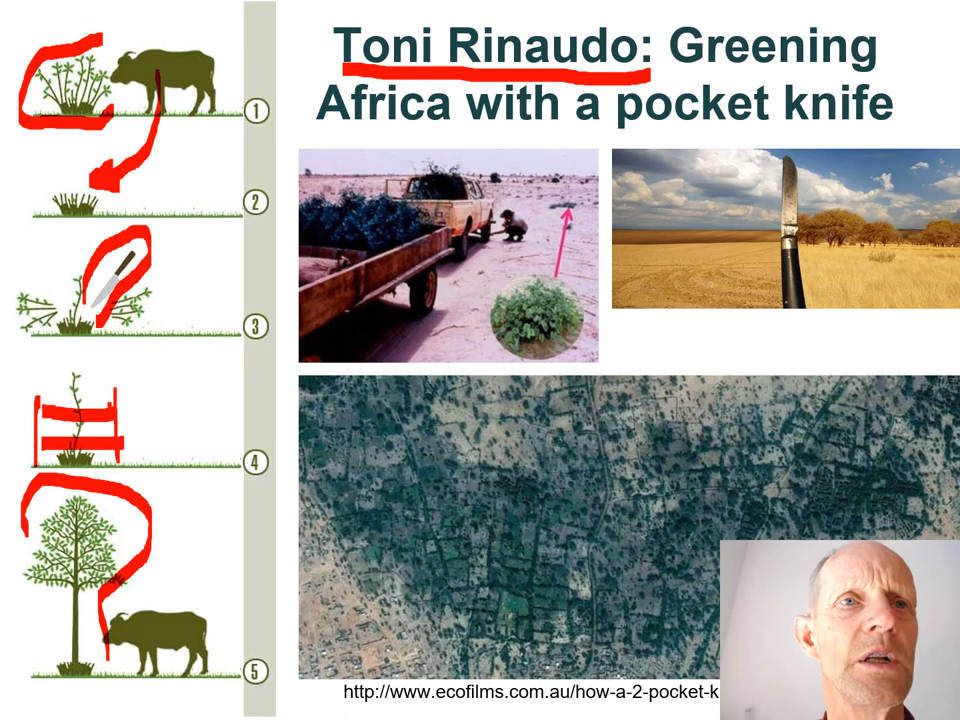 Toni Rinaudo: Greening
Africa with a pocket knife
1
2
3
4
5
http://www.ecofilms.com.au/how-a-2-pocket-k